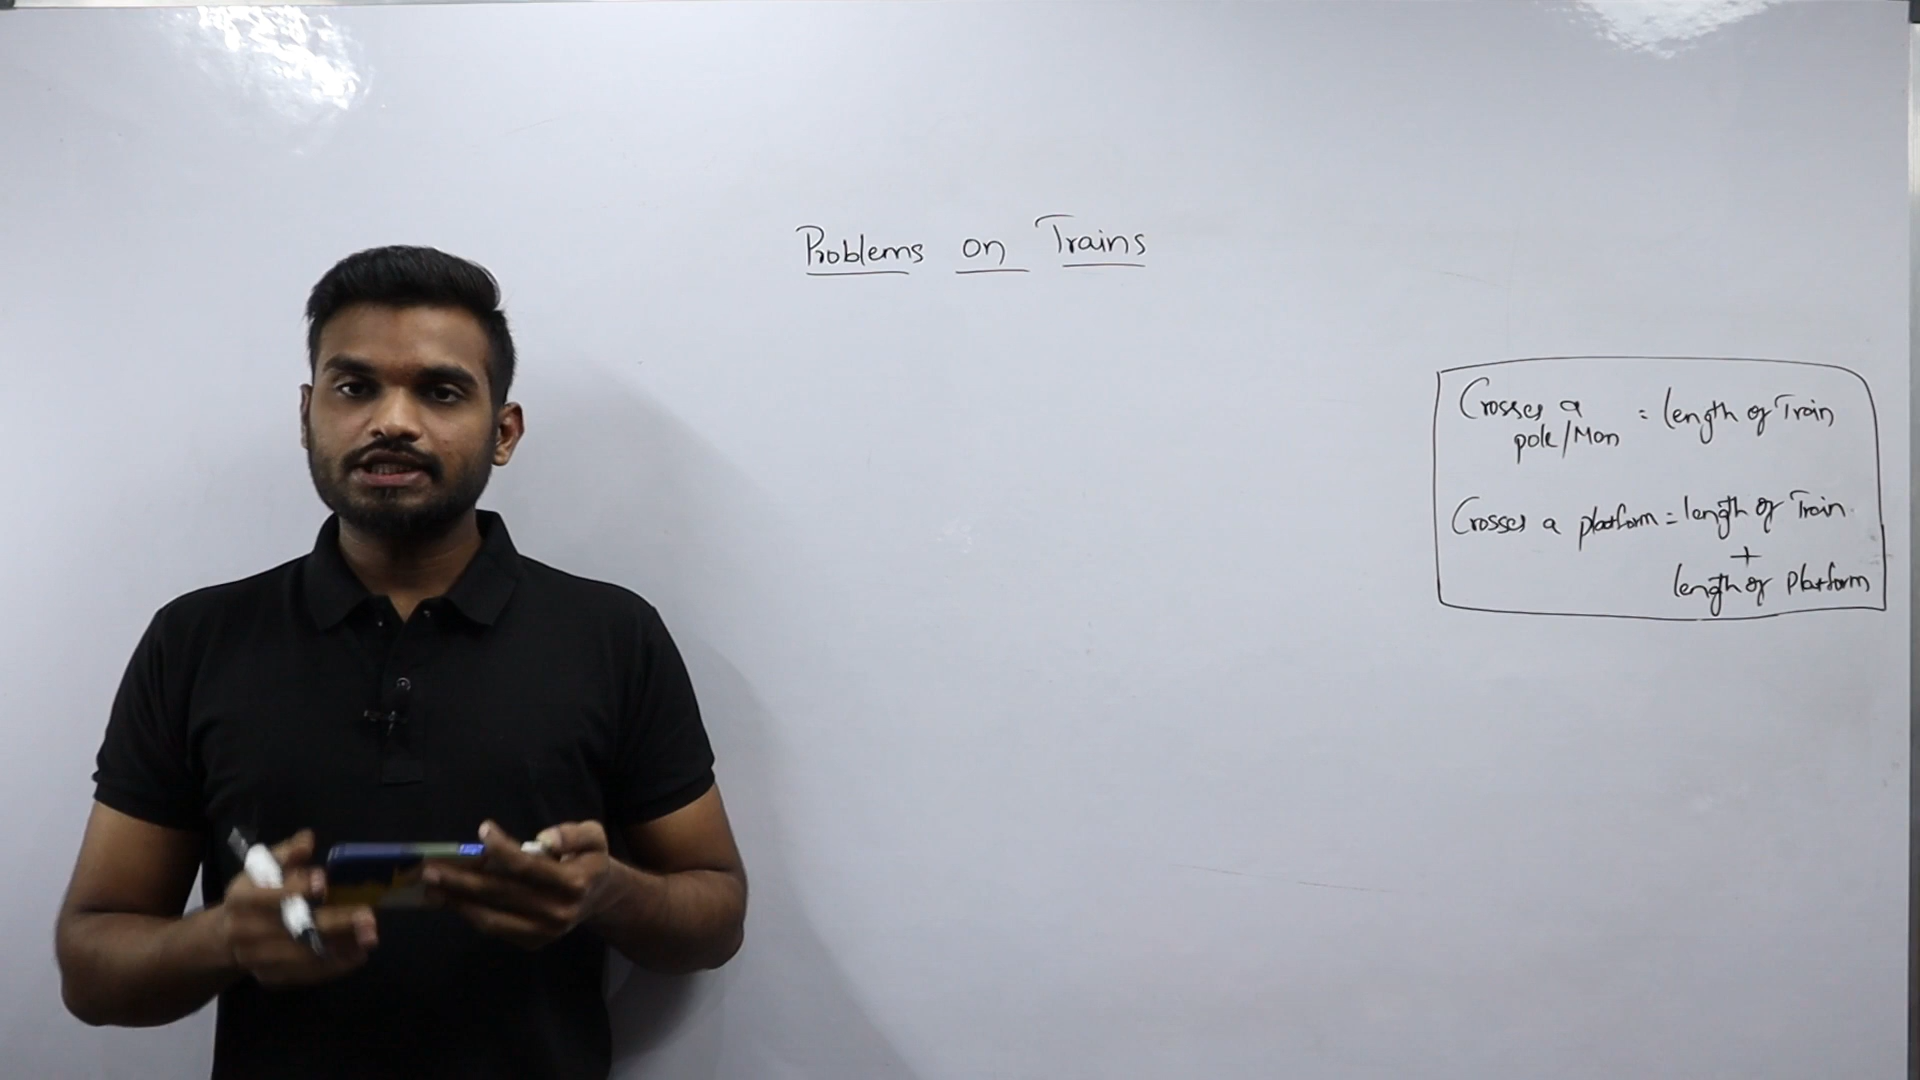 Problems on Trains
Crosses a = length of Train
pole/Man
Crosses a platform = length of Train
+
length of Platform